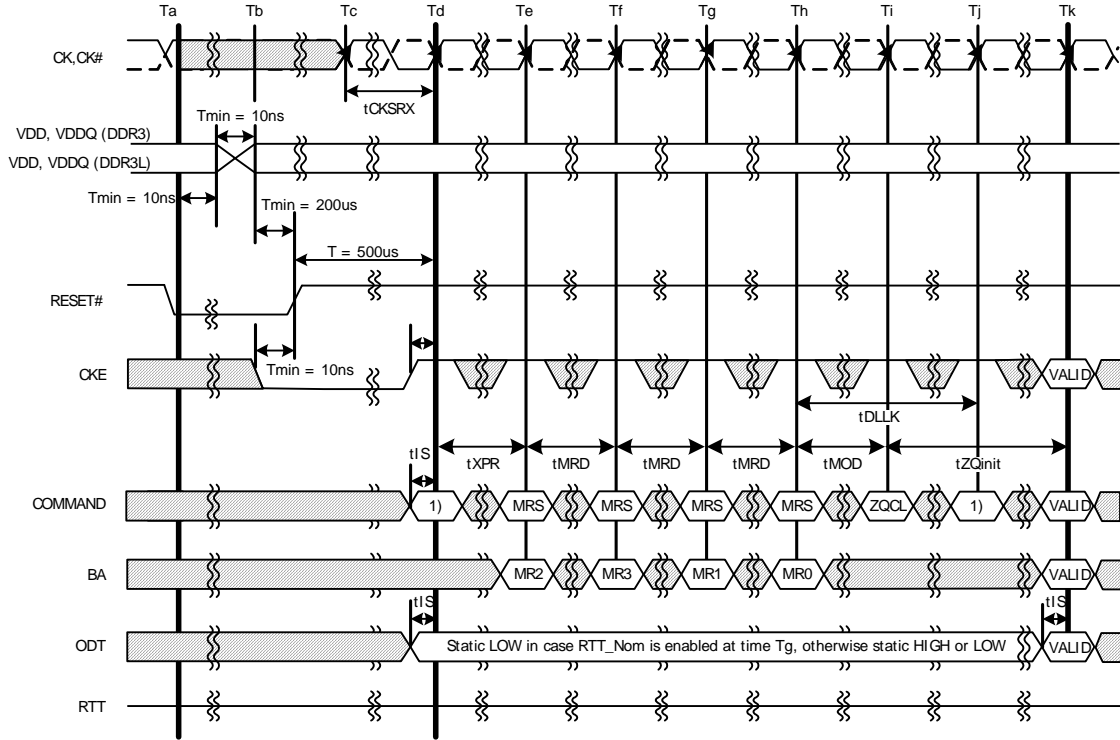 Ta Tb Tc Td Te Tf Tg Th Ti Tj Tk
CK,CK#
tCKSRX
Tmin = 10ns
VDD, VDDQ (DDR3)
VDD, VDDQ (DDR3L)
Tmin = 10ns
Tmin = 200us
T = 500us
RESET#
Tmin = 10ns
CKE
VALID
tDLLK
tIS
tXPR tMRD tMRD tMRD tMOD tZQinit
COMMAND
1) MRS MRS MRS MRS ZQCL 1) VALID
BA
MR2 MR3 MR1 MR0 VALID
tIS tIS
ODT
Static LOW in case RTT_Nom is enabled at time Tg, otherwise static HIGH or LOW
VALID
RTT